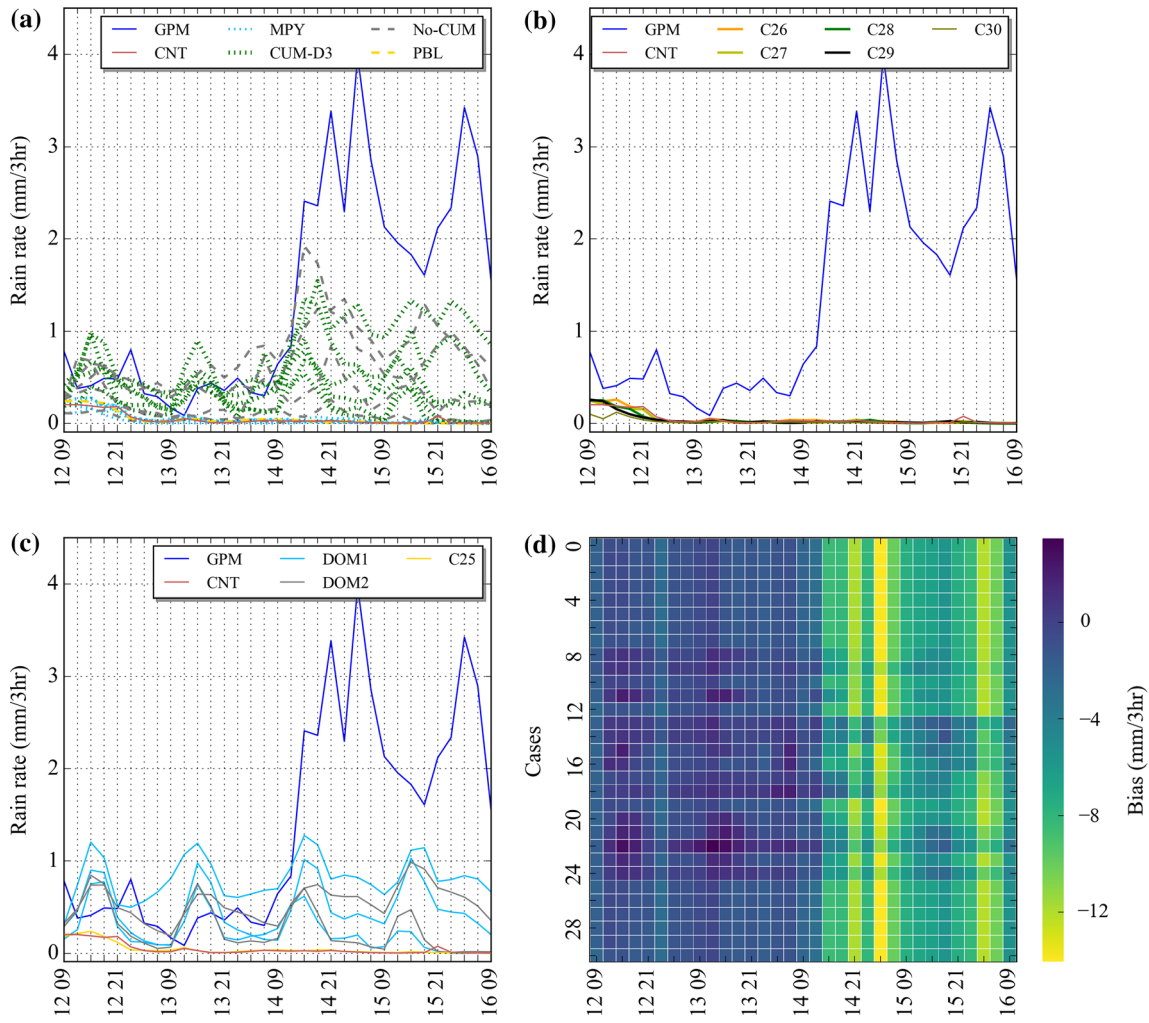 (a)
GPM MPY No-CUM
CNT CUM-D3 PBL
Rain rate (mm/3hr)
4
3
2
1
0
12 09 12 21 13 09 13 21 14 09 14 21 15 09 15 21 16 09
(b)
GPM C26 C28 C30
CNT C27 C29
Rain rate (mm/3hr)
4
3
2
1
0
12 09 12 21 13 09 13 21 14 09 14 21 15 09 15 21 16 09
(c)
GPM DOM1 C25
CNT DOM2
Rain rate (mm/3hr)
4
3
2
1
0
12 09 12 21 13 09 13 21 14 09 14 21 15 09 15 21 16 09
(d)
Cases
0
4
8
12
16
20
24
28
12 09 12 21 13 09 13 21 14 09 14 21 15 09 15 21 16 09
0
−4
−8
−12
Bias (mm/3hr)